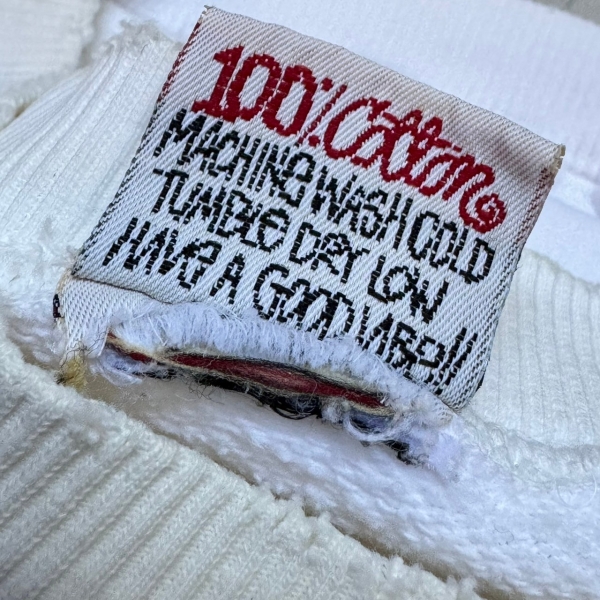 100% Cotton
MACHINE WASH COLD
TUMBLE DRY LOW
HAVE A GOOD VIBE!!